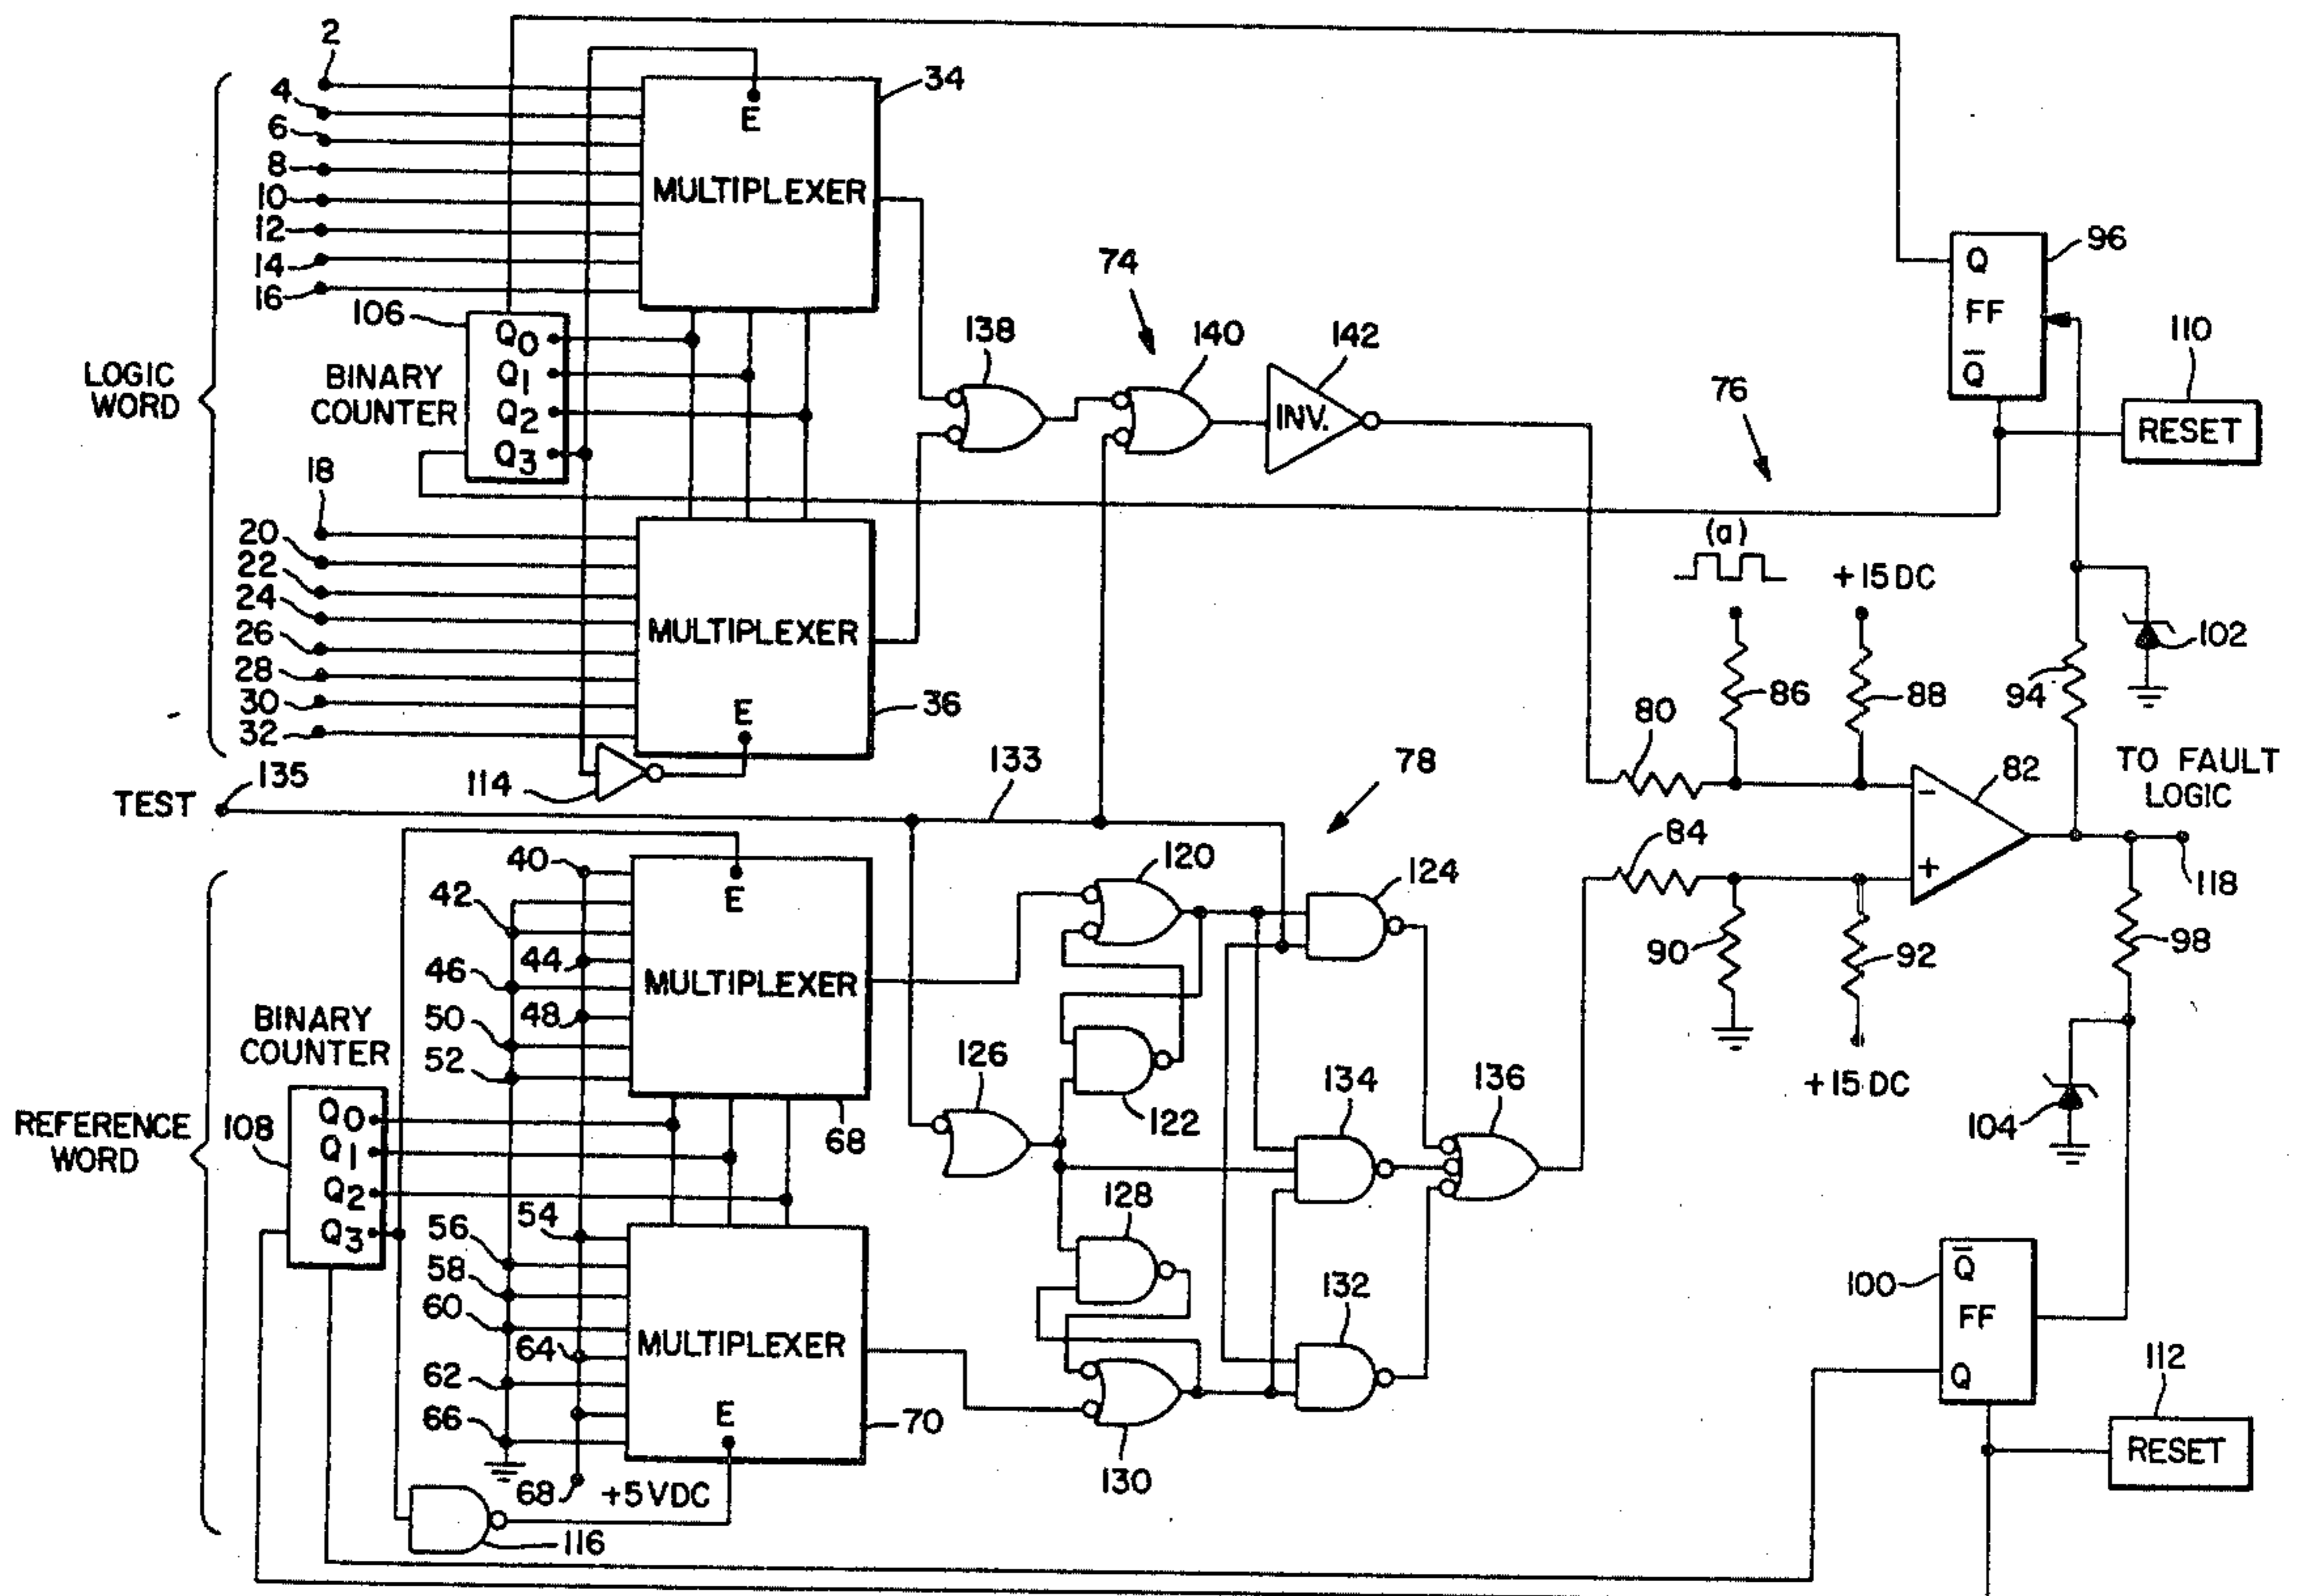 2
4
6
8
10
12
14
16
34
E
MULTIPLEXER
106
Q0
Q1
Q2
Q3
BINARY
COUNTER
LOGIC
WORD
18
20
22
24
26
28
30
32
MULTIPLEXER
E
36
114
138
74
140
142
INV.
96
Q
FF
Q̅
110
RESET
76
(a)
+15DC
86
88
80
102
94
TO FAULT
LOGIC
82
−
+
118
84
90
92
+15DC
98
104
TEST
135
133
78
40
42
44
46
48
50
52
E
MULTIPLEXER
68
120
124
122
126
134
136
BINARY
COUNTER
REFERENCE
WORD
108
Q0
Q1
Q2
Q3
54
56
58
60
64
62
66
MULTIPLEXER
E
70
68
+5VDC
116
128
132
130
100
Q̅
FF
Q
112
RESET